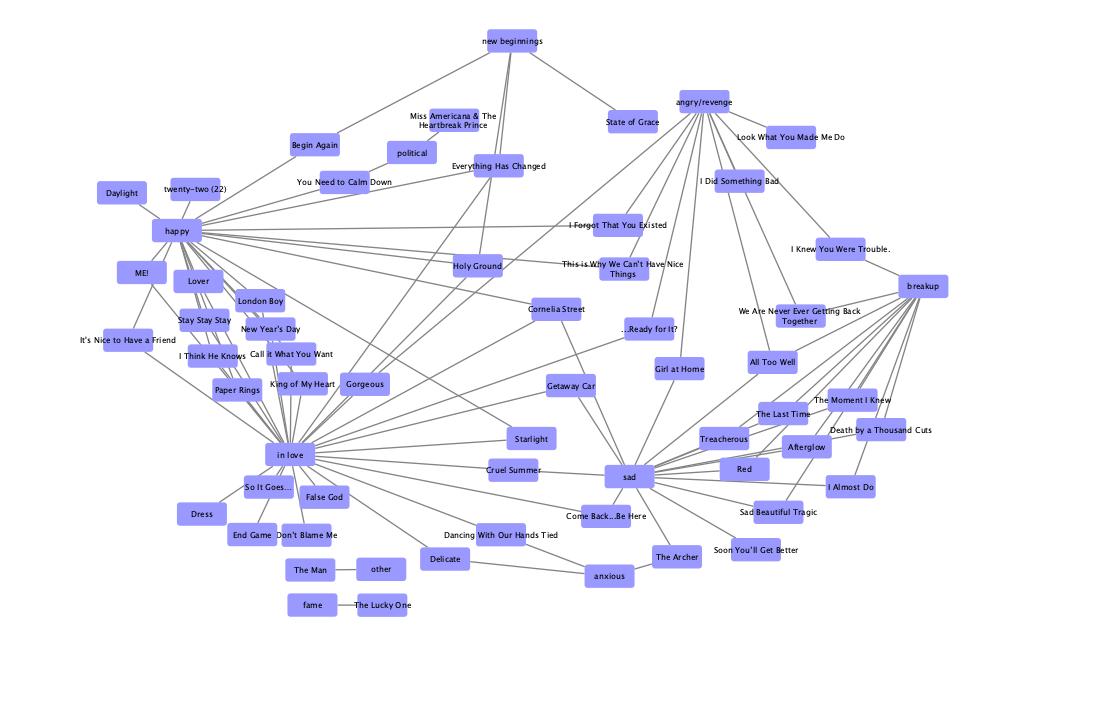 new beginnings
angry/revenge
Miss Americana & The
Heartbreak Prince
State of Grace
Look What You Made Me Do
Begin Again
political
Everything Has Changed
You Need to Calm Down
I Did Something Bad
Daylight
twenty-two (22)
happy
I Forgot That You Existed
I Knew You Were Trouble.
ME!
Lover
Holy Ground
This is Why We Can't Have Nice
Things
breakup
London Boy
Cornelia Street
Stay Stay Stay
New Year's Day
...Ready for It?
We Are Never Ever Getting Back
Together
It's Nice to Have a Friend
I Think He Knows
Call it What You Want
Girl at Home
All Too Well
Paper Rings
King of My Heart
Gorgeous
Getaway Car
The Moment I Knew
The Last Time
Death by a Thousand Cuts
Starlight
Treacherous
Afterglow
in love
Cruel Summer
sad
Red
So It Goes...
False God
I Almost Do
Dress
Come Back...Be Here
Sad Beautiful Tragic
End Game
Don't Blame Me
Dancing With Our Hands Tied
Soon You'll Get Better
Delicate
The Archer
The Man
other
anxious
fame
The Lucky One